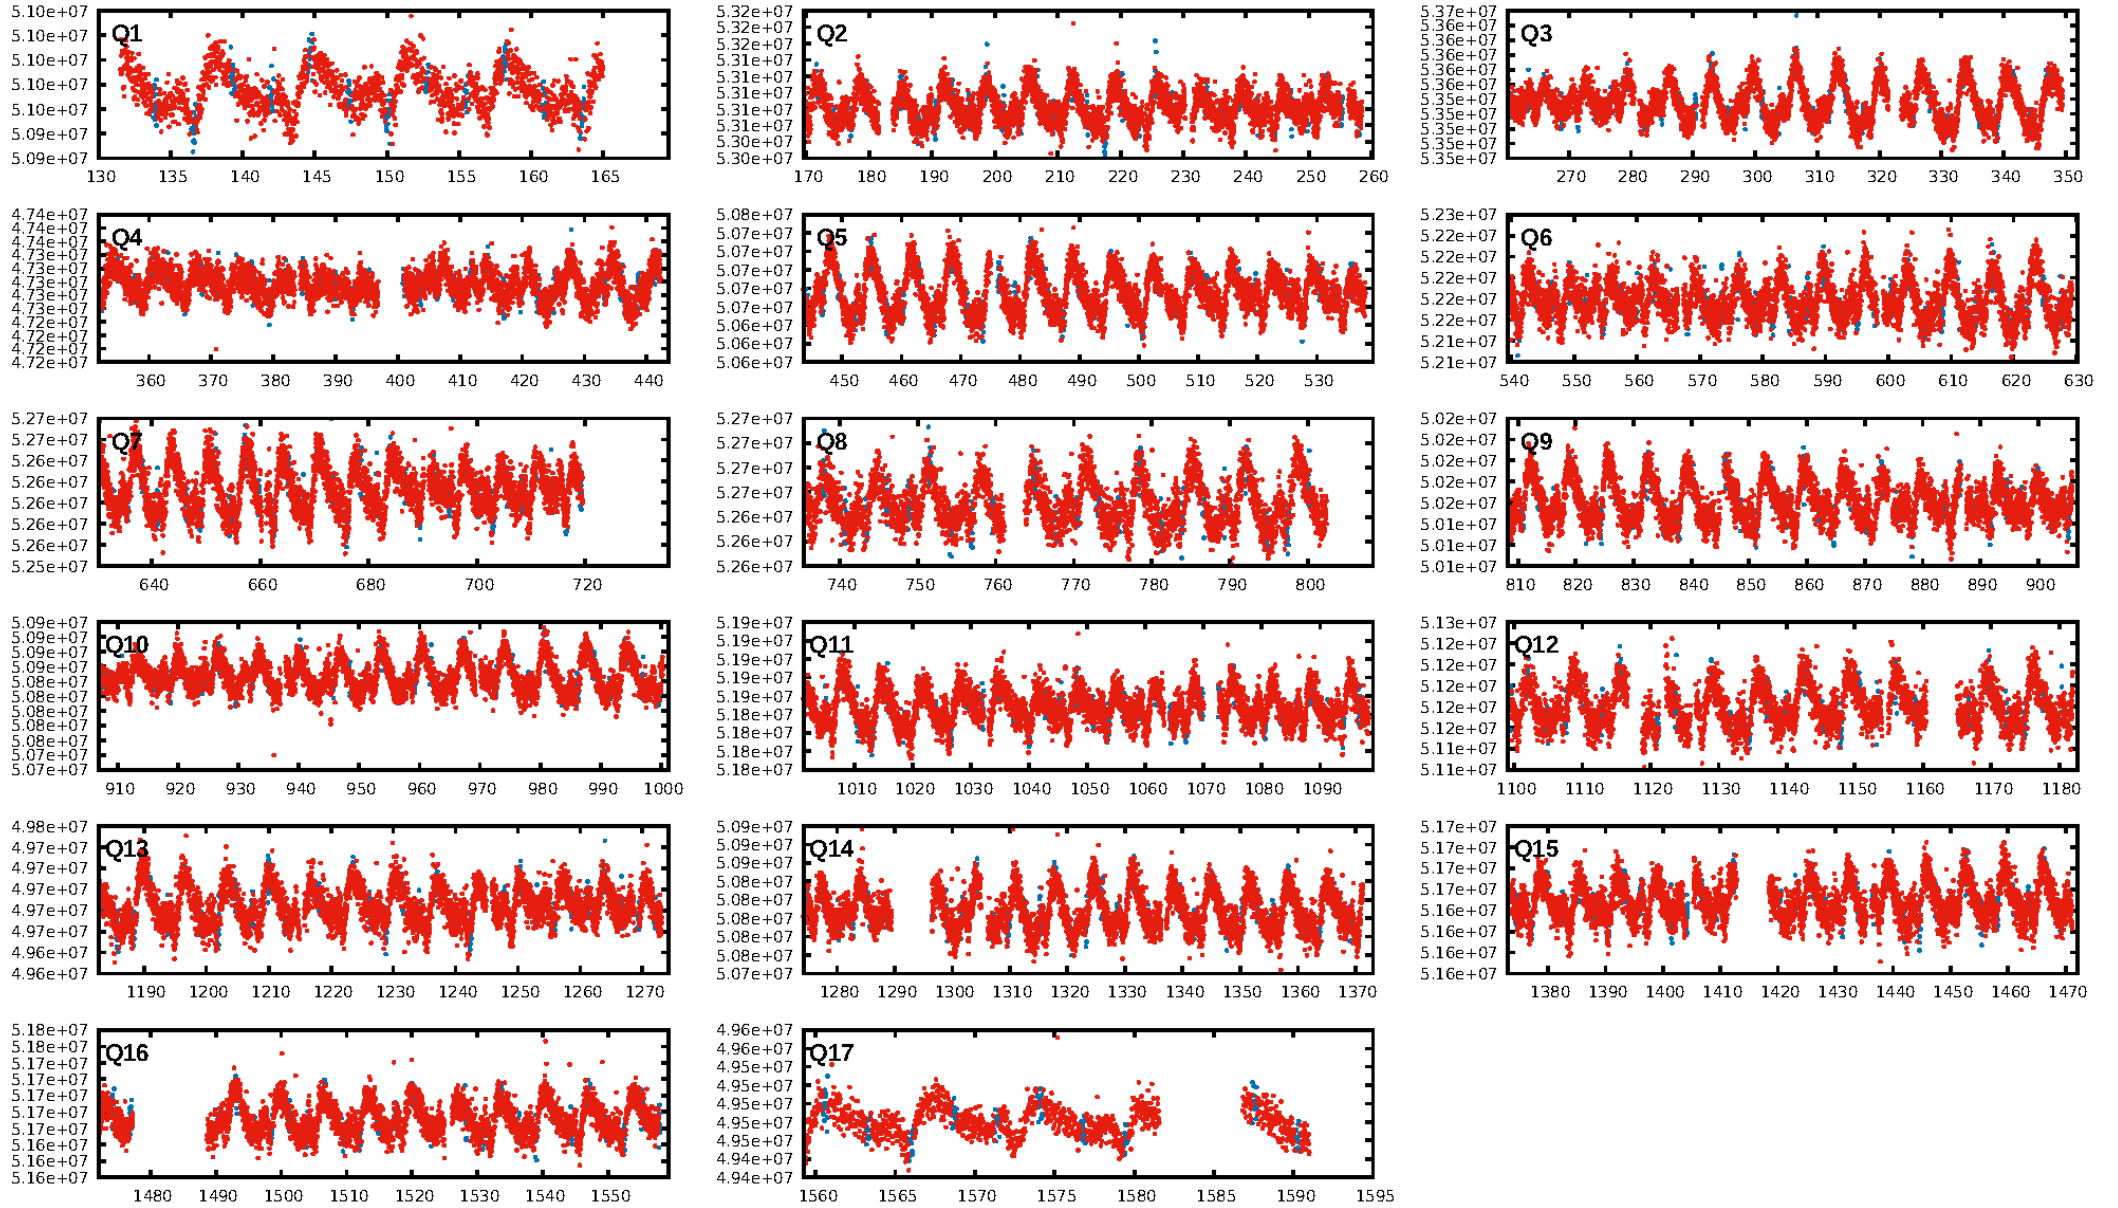 5.10e+07
5.10e+07
5.10e+07
5.10e+07
5.10e+07
5.09e+07
5.09e+07
Q1
130 135 140 145 150 155 160 165
5.32e+07
5.32e+07
5.32e+07
5.31e+07
5.31e+07
5.31e+07
5.31e+07
5.31e+07
5.30e+07
5.30e+07
Q2
170 180 190 200 210 220 230 240 250 260
5.37e+07
5.36e+07
5.36e+07
5.36e+07
5.36e+07
5.36e+07
5.35e+07
5.35e+07
5.35e+07
5.35e+07
5.35e+07
Q3
270 280 290 300 310 320 330 340 350
4.74e+07
4.74e+07
4.74e+07
4.73e+07
4.73e+07
4.73e+07
4.73e+07
4.73e+07
4.72e+07
4.72e+07
4.72e+07
4.72e+07
Q4
360 370 380 390 400 410 420 430 440
5.08e+07
5.07e+07
5.07e+07
5.07e+07
5.07e+07
5.07e+07
5.06e+07
5.06e+07
5.06e+07
Q5
450 460 470 480 490 500 510 520 530
5.23e+07
5.22e+07
5.22e+07
5.22e+07
5.22e+07
5.22e+07
5.21e+07
5.21e+07
Q6
540 550 560 570 580 590 600 610 620 630
5.27e+07
5.27e+07
5.26e+07
5.26e+07
5.26e+07
5.26e+07
5.26e+07
5.25e+07
Q7
640 660 680 700 720
5.27e+07
5.27e+07
5.27e+07
5.27e+07
5.26e+07
5.26e+07
5.26e+07
Q8
740 750 760 770 780 790 800
5.02e+07
5.02e+07
5.02e+07
5.02e+07
5.02e+07
5.01e+07
5.01e+07
5.01e+07
Q9
810 820 830 840 850 860 870 880 890 900
5.09e+07
5.09e+07
5.09e+07
5.09e+07
5.08e+07
5.08e+07
5.08e+07
5.08e+07
5.08e+07
5.07e+07
5.07e+07
Q10
910 920 930 940 950 960 970 980 990 1000
5.19e+07
5.19e+07
5.19e+07
5.19e+07
5.19e+07
5.18e+07
5.18e+07
5.18e+07
5.18e+07
Q11
1010 1020 1030 1040 1050 1060 1070 1080 1090
5.13e+07
5.12e+07
5.12e+07
5.12e+07
5.12e+07
5.12e+07
5.11e+07
5.11e+07
Q12
1100 1110 1120 1130 1140 1150 1160 1170 1180
4.98e+07
4.97e+07
4.97e+07
4.97e+07
4.97e+07
4.97e+07
4.96e+07
4.96e+07
Q13
1190 1200 1210 1220 1230 1240 1250 1260 1270
5.09e+07
5.09e+07
5.09e+07
5.08e+07
5.08e+07
5.08e+07
5.08e+07
5.08e+07
5.07e+07
Q14
1280 1290 1300 1310 1320 1330 1340 1350 1360 1370
5.17e+07
5.17e+07
5.17e+07
5.17e+07
5.16e+07
5.16e+07
5.16e+07
5.16e+07
Q15
1380 1390 1400 1410 1420 1430 1440 1450 1460 1470
5.18e+07
5.18e+07
5.17e+07
5.17e+07
5.17e+07
5.17e+07
5.17e+07
5.16e+07
5.16e+07
5.16e+07
Q16
1480 1490 1500 1510 1520 1530 1540 1550
4.96e+07
4.96e+07
4.95e+07
4.95e+07
4.95e+07
4.95e+07
4.95e+07
4.94e+07
4.94e+07
Q17
1560 1565 1570 1575 1580 1585 1590 1595